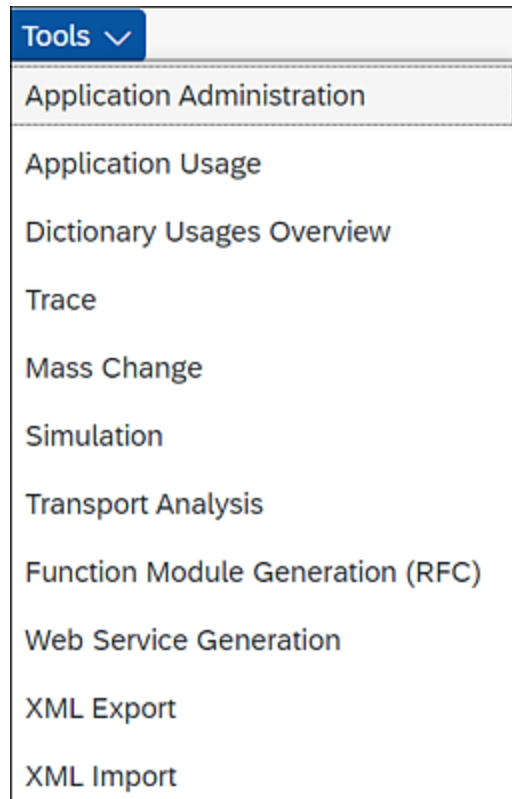 Tools
Application Administration
Application Usage
Dictionary Usages Overview
Trace
Mass Change
Simulation
Transport Analysis
Function Module Generation (RFC)
Web Service Generation
XML Export
XML Import